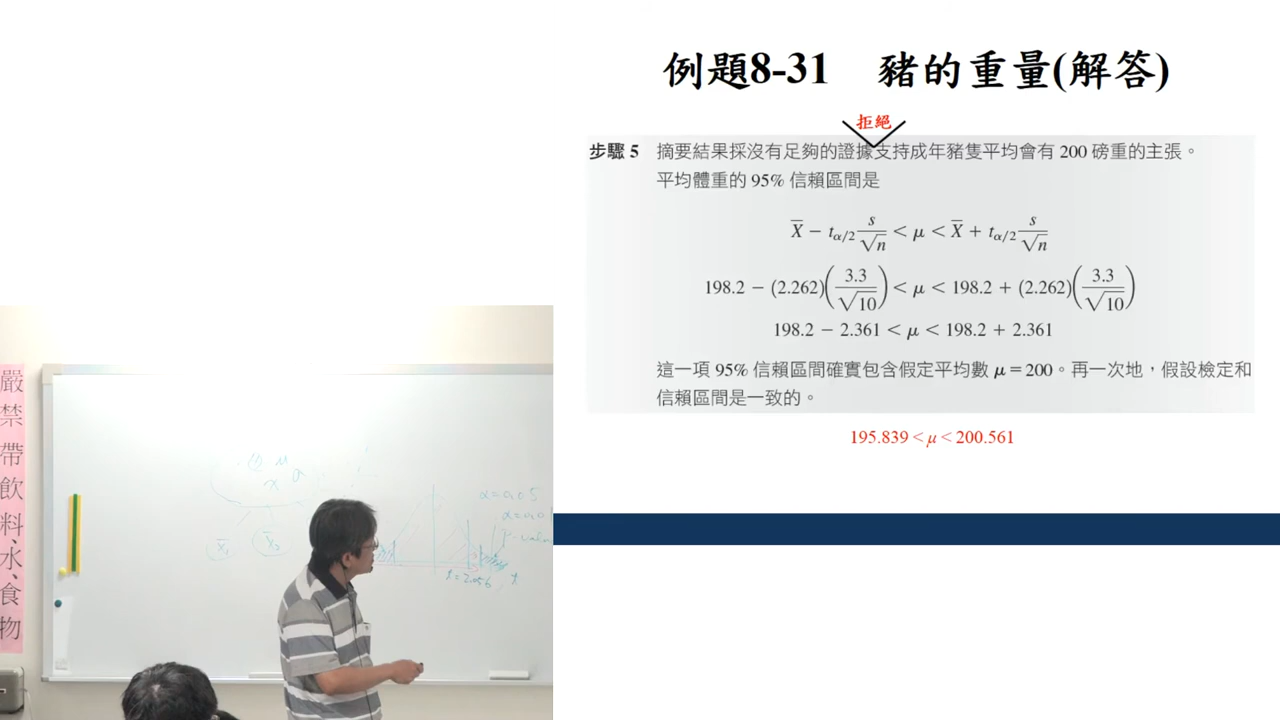 例題8-31 豬的重量(解答)
拒絕
步驟 5 摘要結果採沒有足夠的證據支持成年豬隻平均會有 200 磅重的主張。
平均體重的 95% 信賴區間是
X̄ − t_{α/2} s/√n < μ < X̄ + t_{α/2} s/√n
198.2 − (2.262)(3.3/√10) < μ < 198.2 + (2.262)(3.3/√10)
198.2 − 2.361 < μ < 198.2 + 2.361
這一項 95% 信賴區間確實包含假定平均數 μ = 200。再一次地，假設檢定和
信賴區間是一致的。
195.839 < μ < 200.561
嚴禁帶飲料、水、食物
μ
x σ
x̄₁ x̄₂
α=0.05
P-value
t=2.056 t